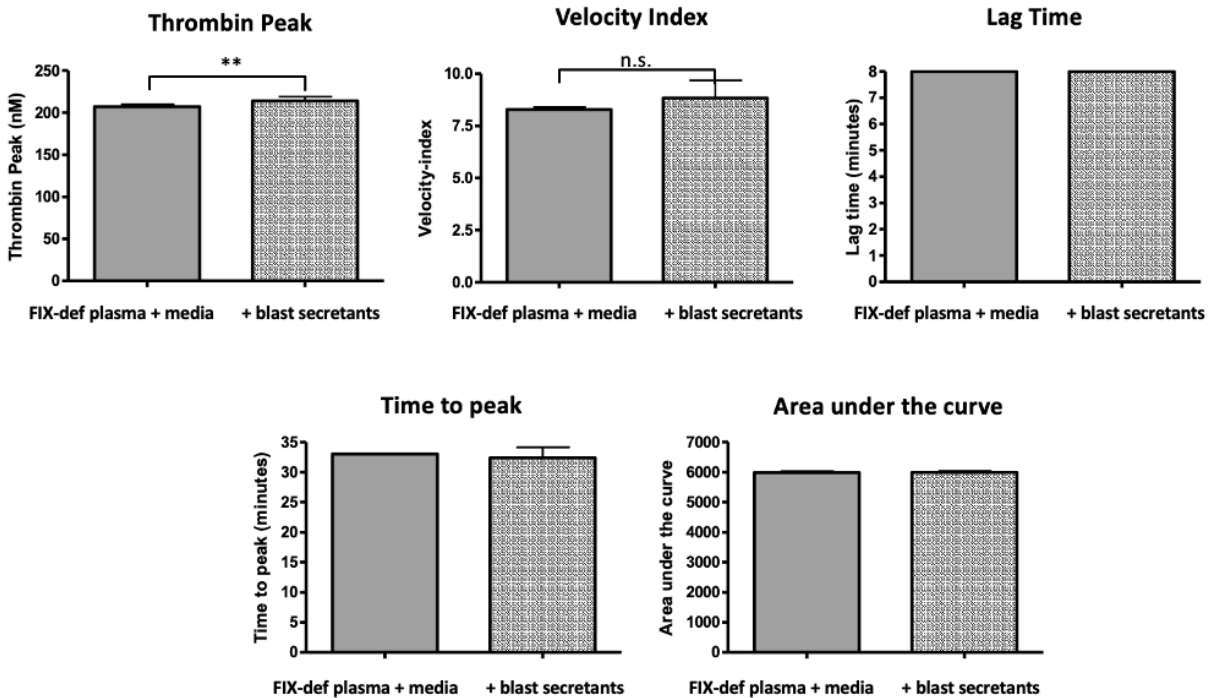 Thrombin Peak
**
Thrombin Peak (nM)
250
200
150
100
50
0
FIX-def plasma + media
+ blast secretants
Velocity Index
n.s.
Velocity-index
10.0
7.5
5.0
2.5
0.0
FIX-def plasma + media
+ blast secretants
Lag Time
Lag time (minutes)
8
7
6
5
4
3
2
1
0
FIX-def plasma + media
+ blast secretants
Time to peak
Time to peak (minutes)
35
30
25
20
15
10
5
0
FIX-def plasma + media
+ blast secretants
Area under the curve
Area under the curve
7000
6000
5000
4000
3000
2000
1000
0
FIX-def plasma + media
+ blast secretants